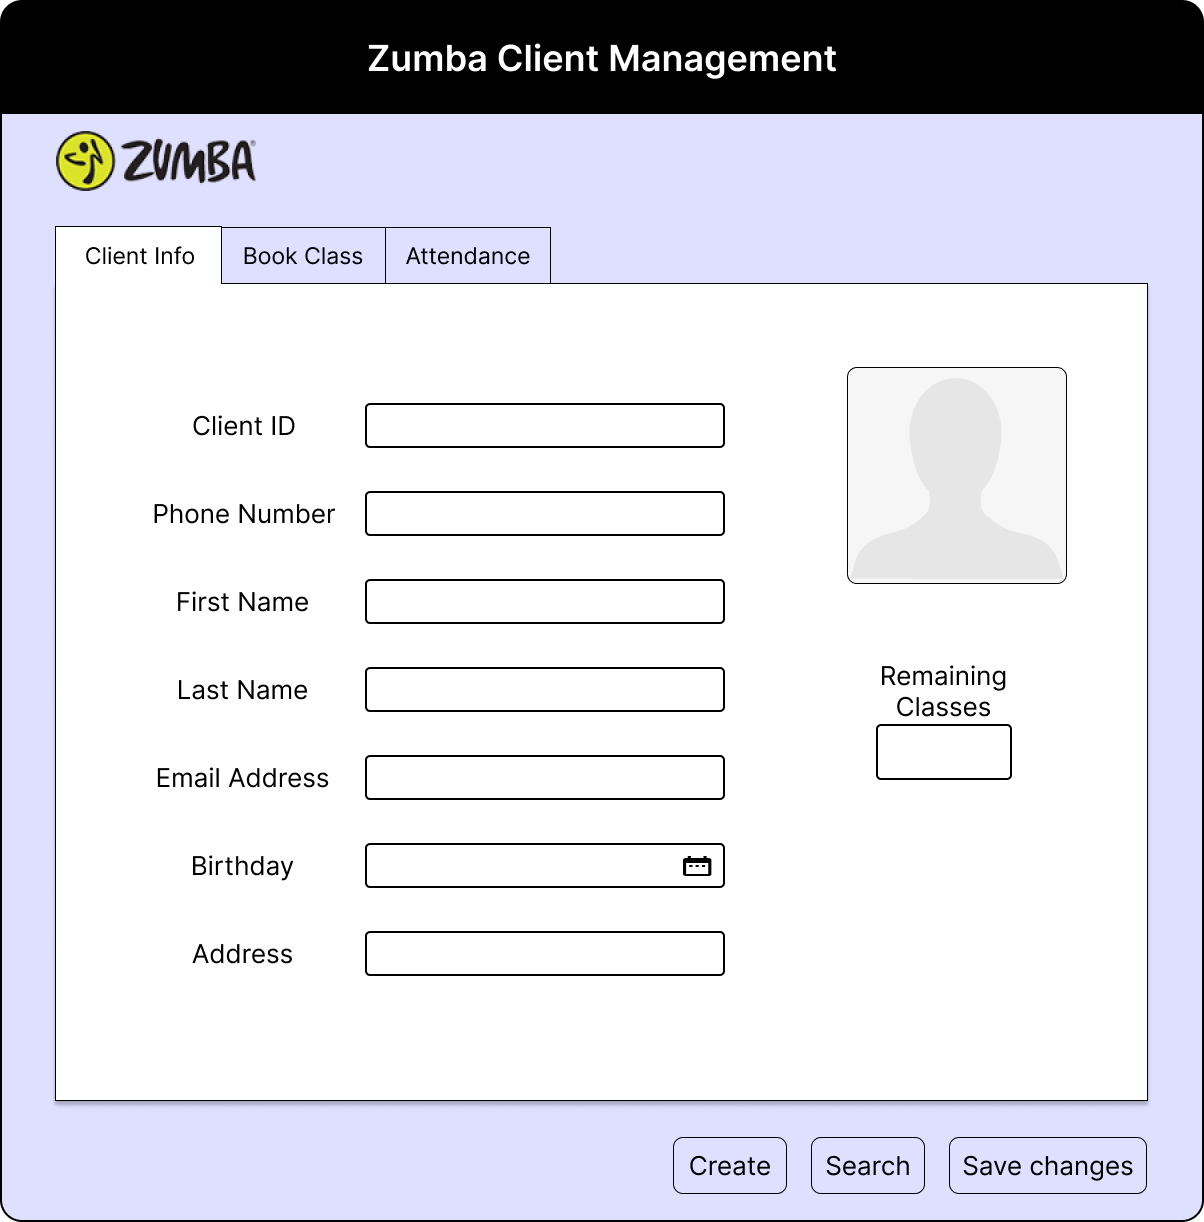 Zumba Client Management
ZUMBA®
Client Info
Book Class
Attendance
Client ID
Phone Number
First Name
Last Name
Email Address
Birthday
Address
Remaining
Classes
Create
Search
Save changes